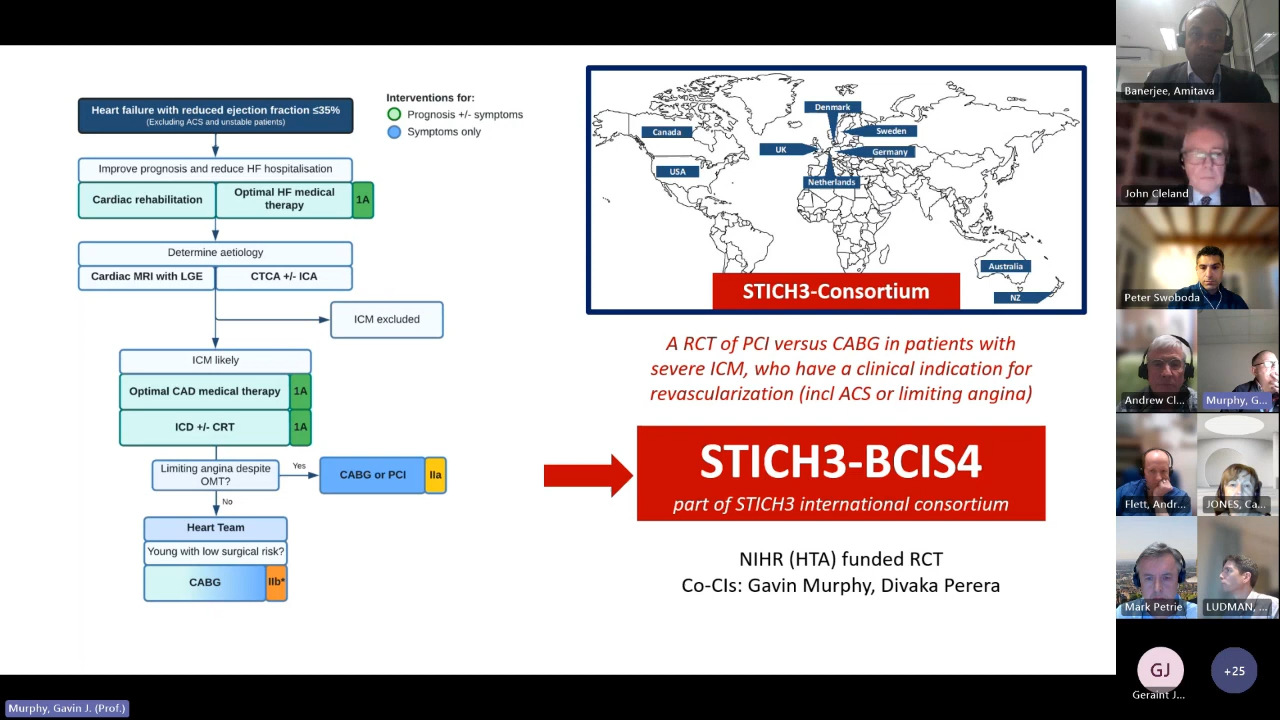 Heart failure with reduced ejection fraction ≤35%
(Excluding ACS and unstable patients)
Interventions for:
Prognosis +/- symptoms
Symptoms only
Improve prognosis and reduce HF hospitalisation
Cardiac rehabilitation
Optimal HF medical
therapy
1A
Determine aetiology
Cardiac MRI with LGE
CTCA +/- ICA
ICM excluded
ICM likely
Optimal CAD medical therapy
1A
ICD +/- CRT
1A
Limiting angina despite
OMT?
Yes
CABG or PCI
IIa
No
Heart Team
Young with low surgical risk?
CABG
IIb*
Denmark
Canada
Sweden
UK
Germany
USA
Netherlands
Australia
NZ
STICH3-Consortium
A RCT of PCI versus CABG in patients with
severe ICM, who have a clinical indication for
revascularization (incl ACS or limiting angina)
STICH3-BCIS4
part of STICH3 international consortium
NIHR (HTA) funded RCT
Co-CIs: Gavin Murphy, Divaka Perera
Banerjee, Amitava
John Cleland
Peter Swoboda
Andrew Cl...
Murphy, G...
Flett, Andr...
JONES, Ca...
Mark Petrie
LUDMAN, ...
GJ
Geraint J...
+25
Murphy, Gavin J. (Prof.)